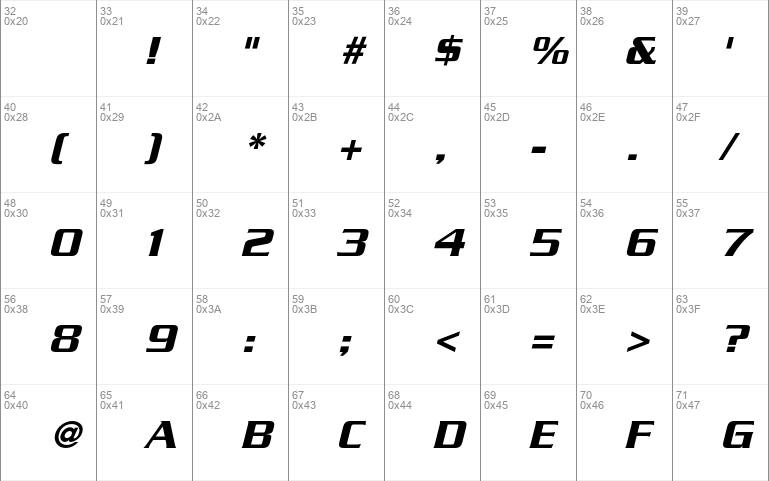 32 33 34 35 36 37 38 39
0x20 0x21 0x22 0x23 0x24 0x25 0x26 0x27
! " # $ % & '
40 41 42 43 44 45 46 47
0x28 0x29 0x2A 0x2B 0x2C 0x2D 0x2E 0x2F
( ) * + , - . /
48 49 50 51 52 53 54 55
0x30 0x31 0x32 0x33 0x34 0x35 0x36 0x37
0 1 2 3 4 5 6 7
56 57 58 59 60 61 62 63
0x38 0x39 0x3A 0x3B 0x3C 0x3D 0x3E 0x3F
8 9 : ; < = > ?
64 65 66 67 68 69 70 71
0x40 0x41 0x42 0x43 0x44 0x45 0x46 0x47
@ A B C D E F G